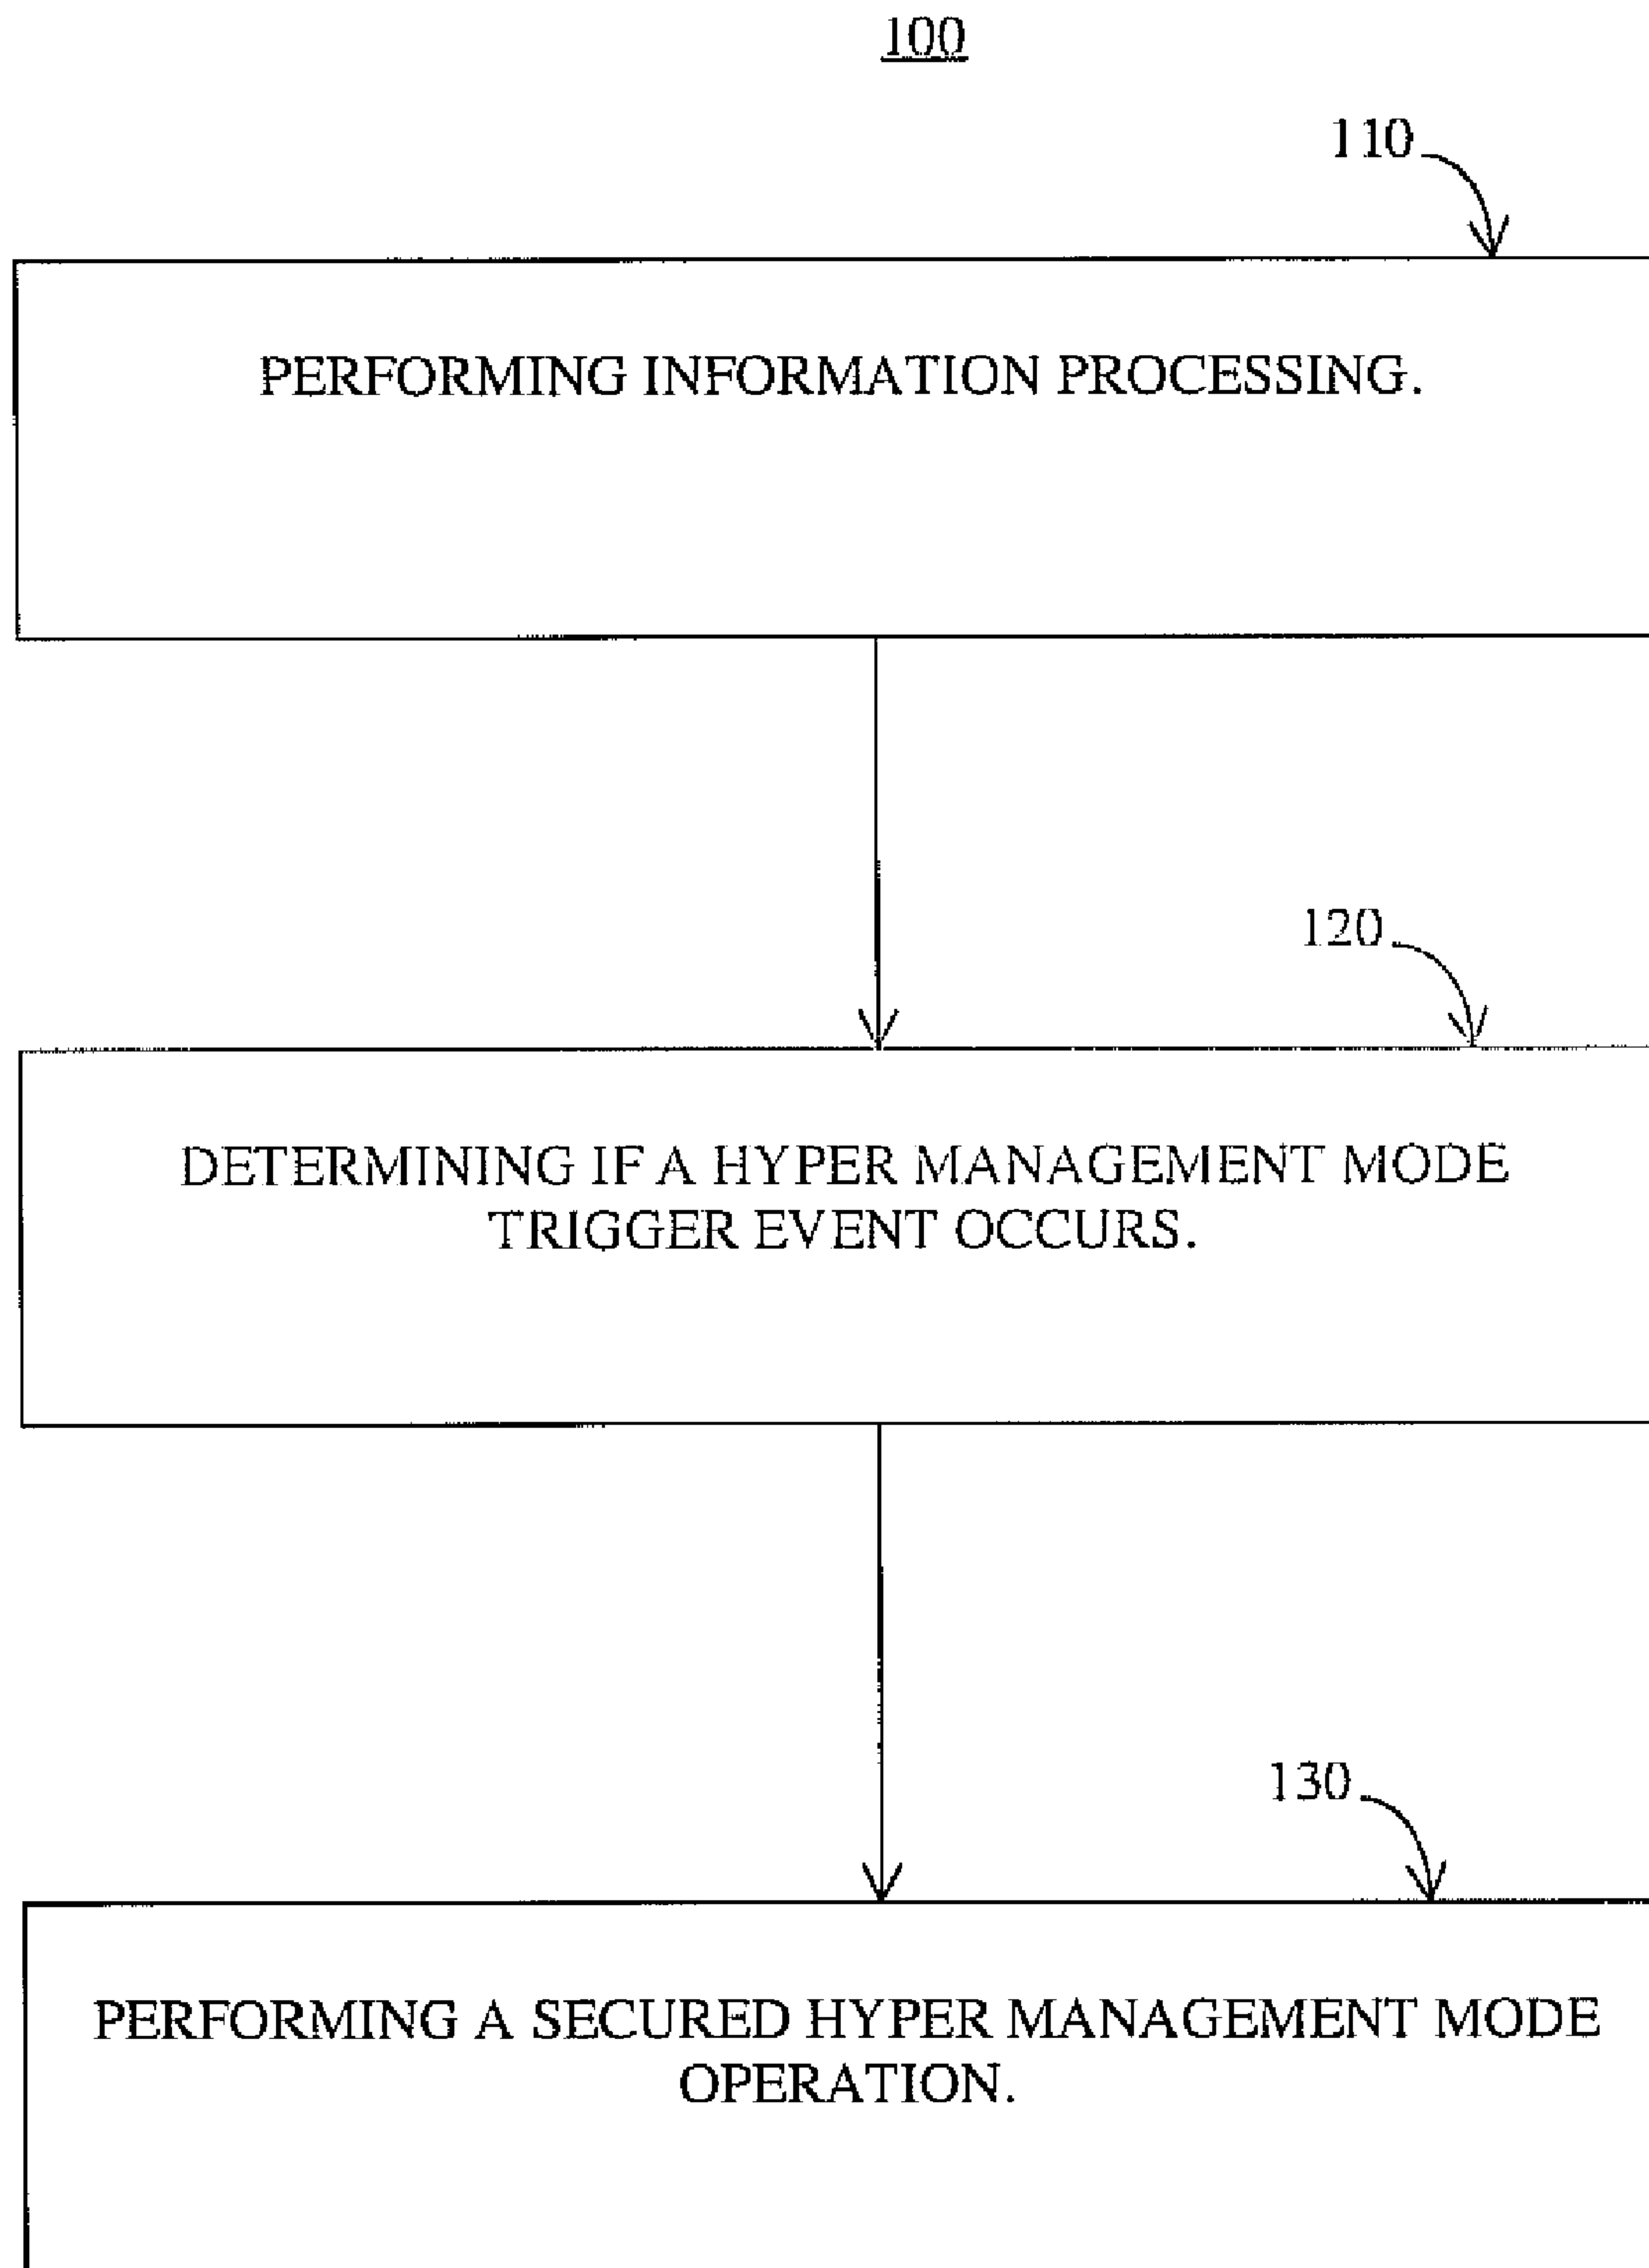 100
110
PERFORMING INFORMATION PROCESSING.
120
DETERMINING IF A HYPER MANAGEMENT MODE
TRIGGER EVENT OCCURS.
130
PERFORMING A SECURED HYPER MANAGEMENT MODE
OPERATION.